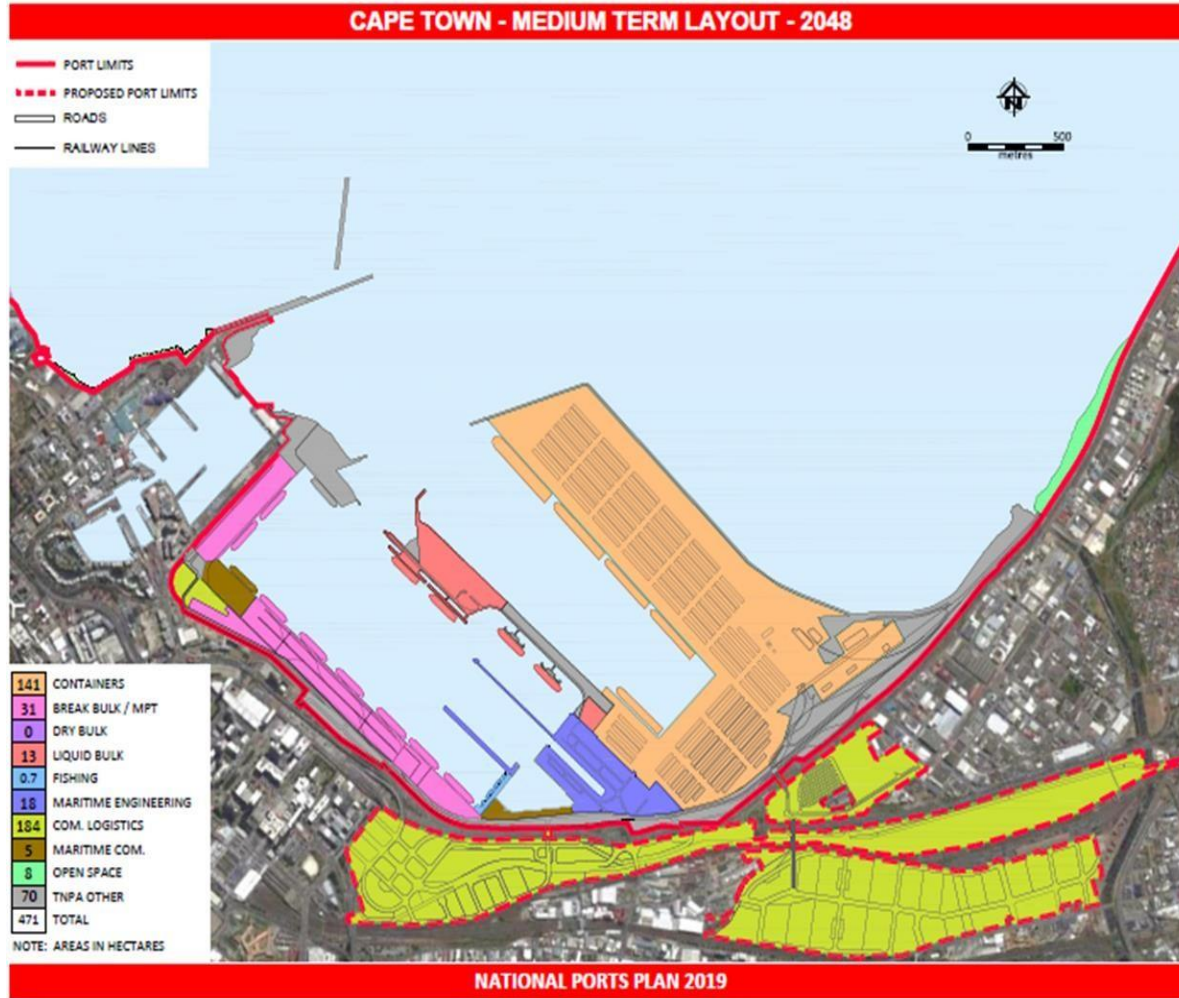 CAPE TOWN - MEDIUM TERM LAYOUT - 2048
PORT LIMITS
PROPOSED PORT LIMITS
ROADS
RAILWAY LINES
N
0 500
metres
141 CONTAINERS
31 BREAK BULK / MPT
0 DRY BULK
13 LIQUID BULK
0.7 FISHING
18 MARITIME ENGINEERING
184 COM. LOGISTICS
5 MARITIME COM.
8 OPEN SPACE
70 TNPA OTHER
471 TOTAL
NOTE: AREAS IN HECTARES
NATIONAL PORTS PLAN 2019